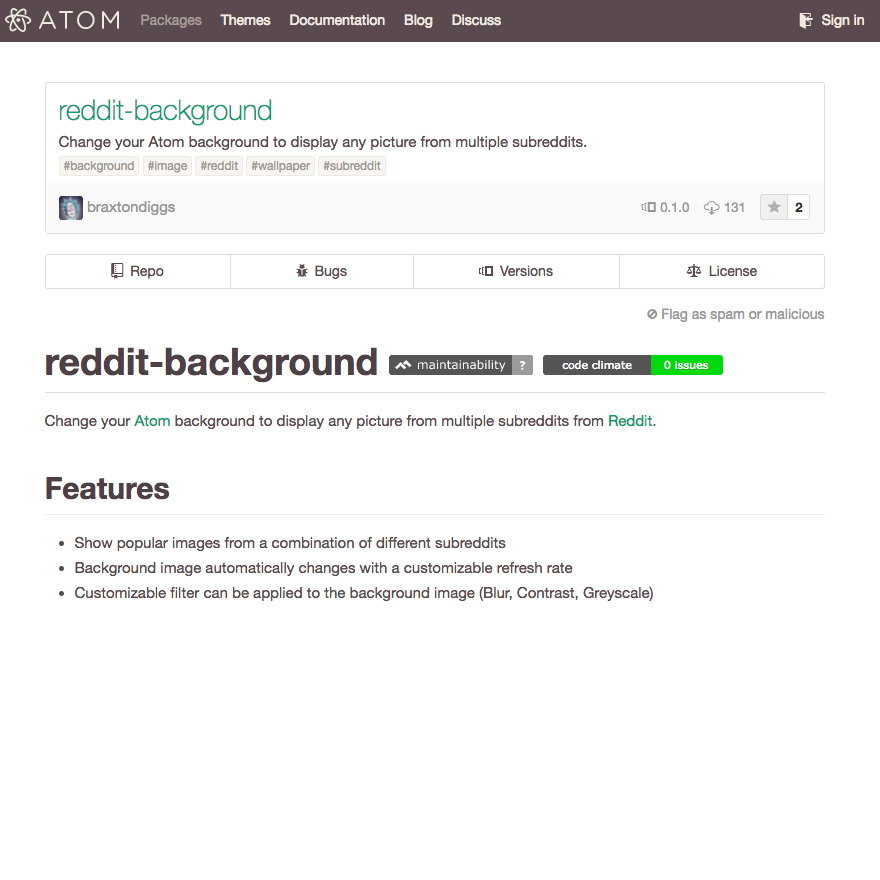 ATOM Packages Themes Documentation Blog Discuss Sign in
reddit-background
Change your Atom background to display any picture from multiple subreddits.
#background #image #reddit #wallpaper #subreddit
braxtondiggs 0.1.0 131 2
Repo Bugs Versions License
Flag as spam or malicious
reddit-background maintainability ? code climate 0 issues
Change your Atom background to display any picture from multiple subreddits from Reddit.
Features
Show popular images from a combination of different subreddits
Background image automatically changes with a customizable refresh rate
Customizable filter can be applied to the background image (Blur, Contrast, Greyscale)